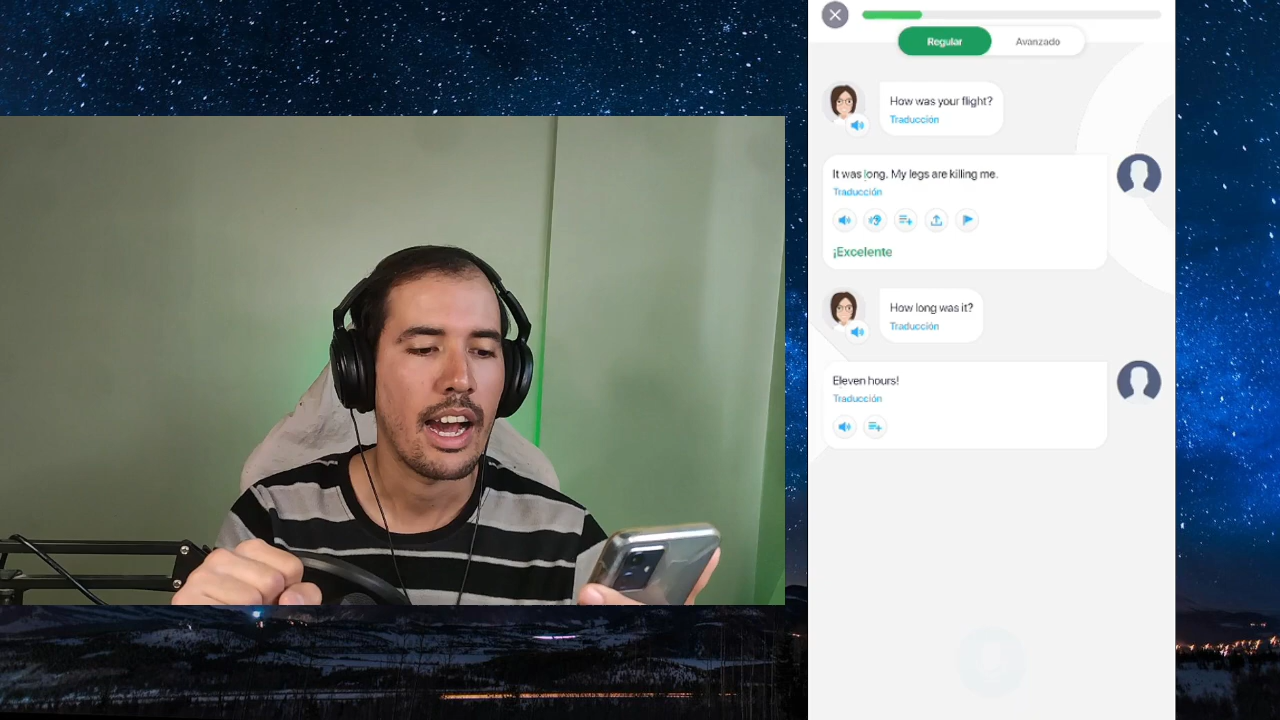 Regular
Avanzado
How was your flight?
Traducción
It was long. My legs are killing me.
Traducción
¡Excelente
How long was it?
Traducción
Eleven hours!
Traducción